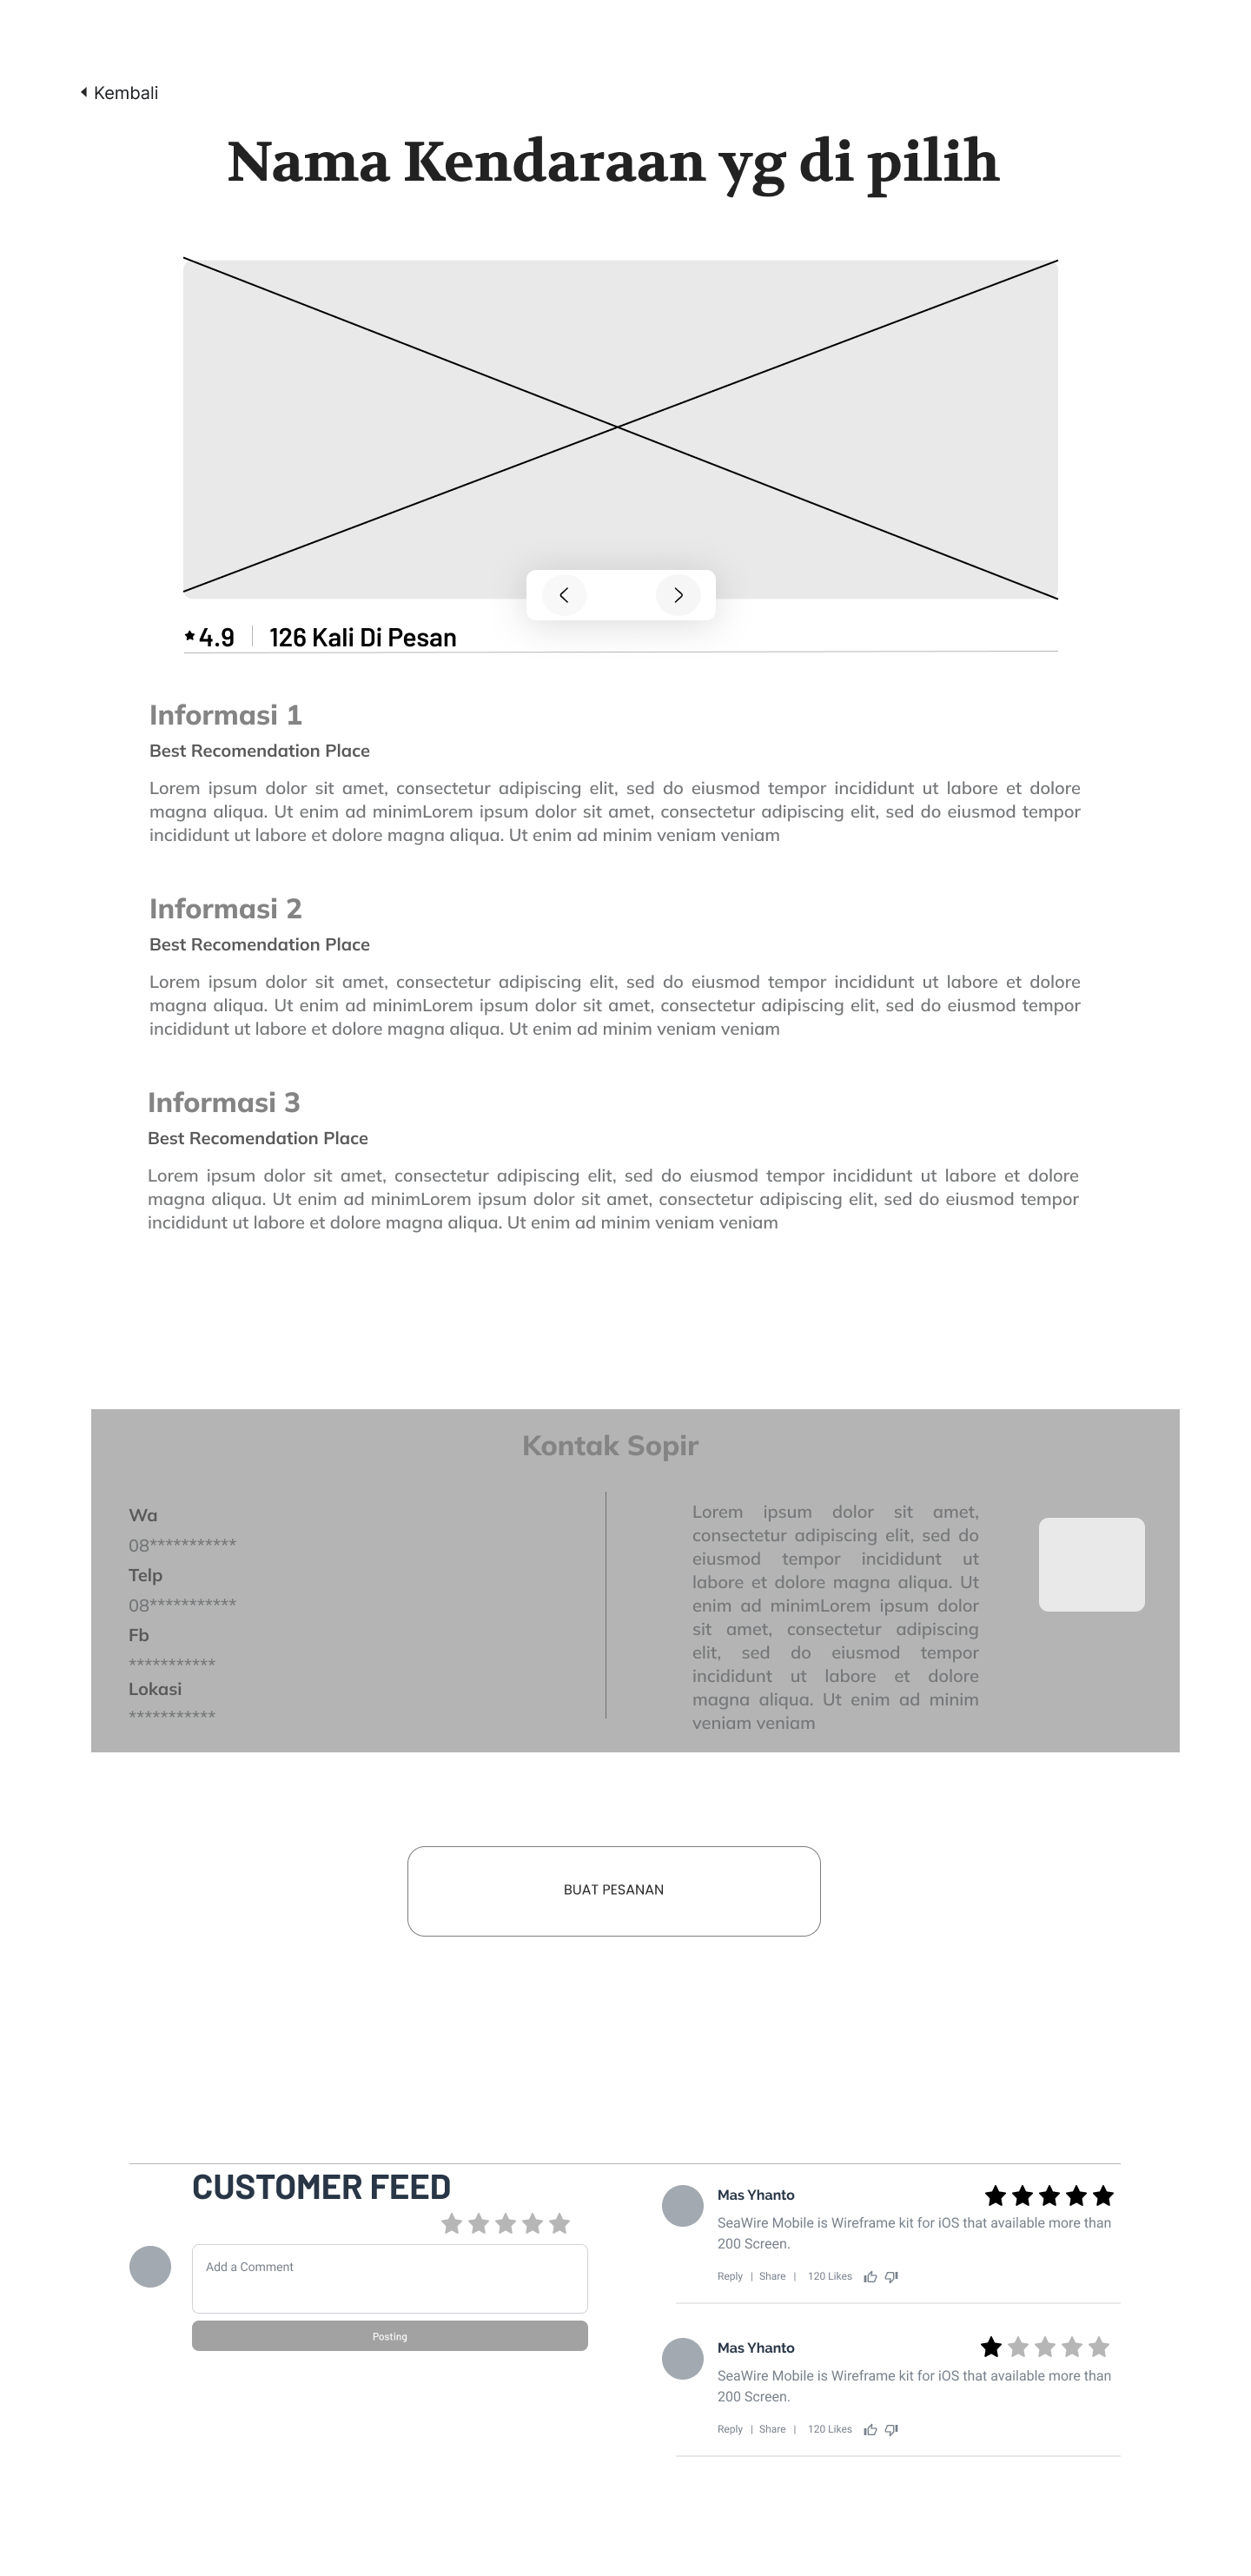 Kembali
Nama Kendaraan yg di pilih
4.9
126 Kali Di Pesan
Informasi 1
Best Recomendation Place
Lorem ipsum dolor sit amet, consectetur adipiscing elit, sed do eiusmod tempor incididunt ut labore et dolore
magna aliqua. Ut enim ad minimLorem ipsum dolor sit amet, consectetur adipiscing elit, sed do eiusmod tempor
incididunt ut labore et dolore magna aliqua. Ut enim ad minim veniam veniam
Informasi 2
Best Recomendation Place
Lorem ipsum dolor sit amet, consectetur adipiscing elit, sed do eiusmod tempor incididunt ut labore et dolore
magna aliqua. Ut enim ad minimLorem ipsum dolor sit amet, consectetur adipiscing elit, sed do eiusmod tempor
incididunt ut labore et dolore magna aliqua. Ut enim ad minim veniam veniam
Informasi 3
Best Recomendation Place
Lorem ipsum dolor sit amet, consectetur adipiscing elit, sed do eiusmod tempor incididunt ut labore et dolore
magna aliqua. Ut enim ad minimLorem ipsum dolor sit amet, consectetur adipiscing elit, sed do eiusmod tempor
incididunt ut labore et dolore magna aliqua. Ut enim ad minim veniam veniam
Kontak Sopir
Wa
08***********
Telp
08***********
Fb
***********
Lokasi
***********
Lorem ipsum dolor sit amet,
consectetur adipiscing elit, sed do
eiusmod tempor incididunt ut
labore et dolore magna aliqua. Ut
enim ad minimLorem ipsum dolor
sit amet, consectetur adipiscing
elit, sed do eiusmod tempor
incididunt ut labore et dolore
magna aliqua. Ut enim ad minim
veniam veniam
BUAT PESANAN
CUSTOMER FEED
Add a Comment
Posting
Mas Yhanto
SeaWire Mobile is Wireframe kit for iOS that available more than
200 Screen.
Reply | Share | 120 Likes
Mas Yhanto
SeaWire Mobile is Wireframe kit for iOS that available more than
200 Screen.
Reply | Share | 120 Likes